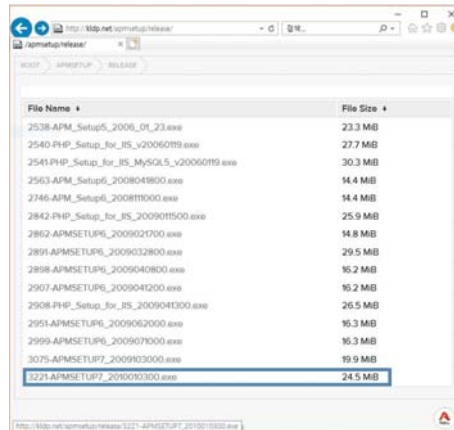 http://kldp.net/apmsetup/release/
검색...
/apmsetup/release/
ROOT
APMSETUP
RELEASE
File Name
File Size
2538-APM_Setup5_2006_01_23.exe 23.3 MiB
2540-PHP_Setup_for_IIS_v20060119.exe 27.7 MiB
2541-PHP_Setup_for_IIS_MySQL5_v20060119.exe 30.3 MiB
2563-APM_Setup6_2008041800.exe 14.4 MiB
2746-APM_Setup6_2008111000.exe 14.4 MiB
2842-PHP_Setup_for_IIS_2009011500.exe 25.9 MiB
2862-APMSETUP6_2009021700.exe 14.8 MiB
2891-APMSETUP6_2009032800.exe 29.5 MiB
2898-APMSETUP6_2009040800.exe 16.2 MiB
2907-APMSETUP6_2009041200.exe 16.2 MiB
2908-PHP_Setup_for_IIS_2009041300.exe 26.5 MiB
2951-APMSETUP6_2009062000.exe 16.3 MiB
2999-APMSETUP6_2009071000.exe 16.3 MiB
3075-APMSETUP7_2009103000.exe 19.9 MiB
3221-APMSETUP7_2010010300.exe 24.5 MiB
http://kldp.net/apmsetup/release/3221-APMSETUP7_2010010300.exe